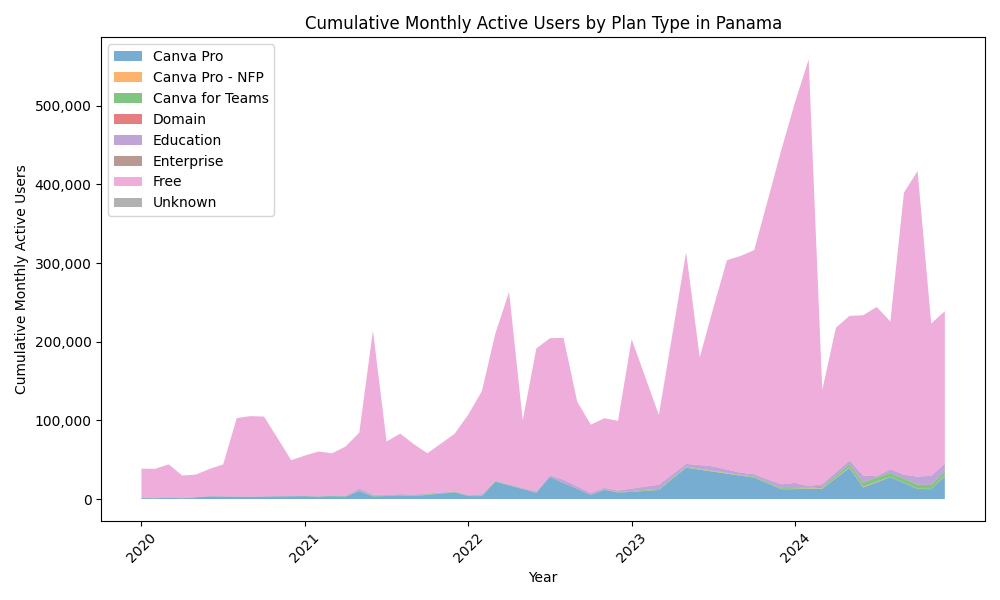 Cumulative Monthly Active Users by Plan Type in Panama
Canva Pro
Canva Pro - NFP
Canva for Teams
Domain
Education
Enterprise
Free
Unknown
Cumulative Monthly Active Users
500,000
400,000
300,000
200,000
100,000
0
2020
2021
2022
2023
2024
Year